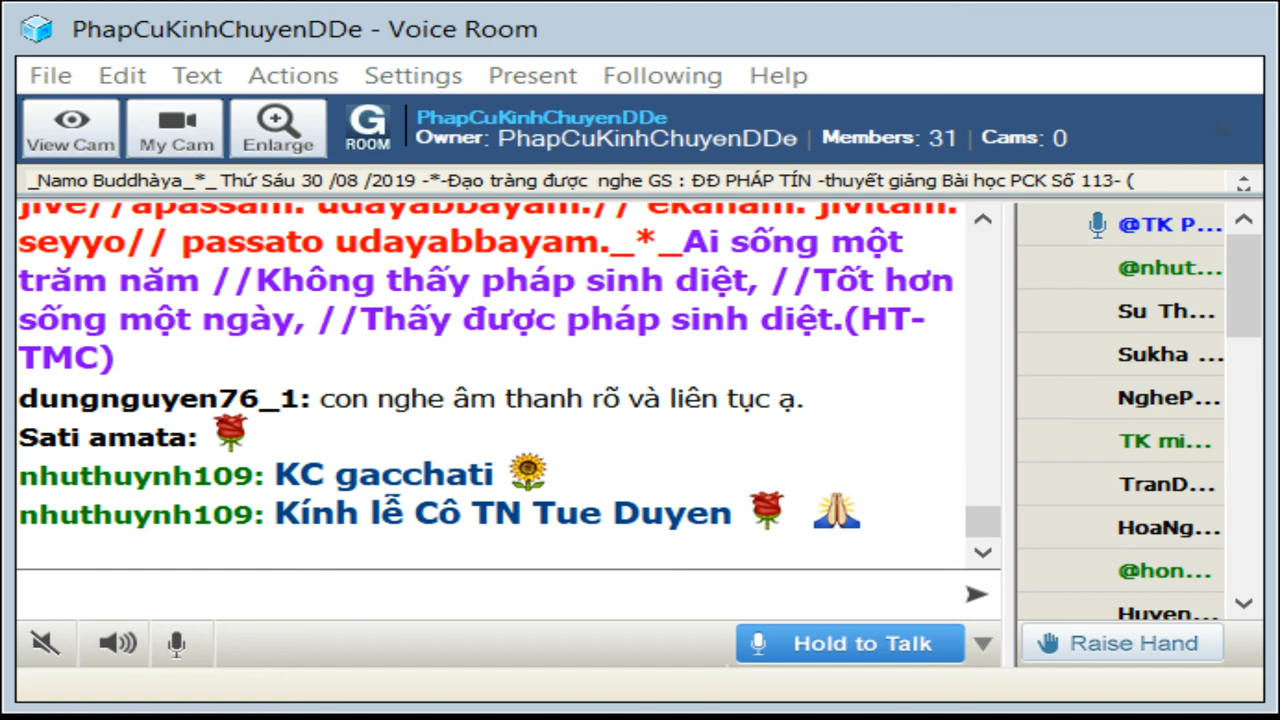 PhapCuKinhChuyenDDe - Voice Room
File Edit Text Actions Settings Present Following Help
View Cam
My Cam
Enlarge
G
ROOM
PhapCuKinhChuyenDDe
Owner: PhapCuKinhChuyenDDe | Members: 31 | Cams: 0
_Namo Buddhàya_*_ Thứ Sáu 30 /08 /2019 -*-Đạo tràng được nghe GS : ĐĐ PHÁP TÍN -thuyết giảng Bài học PCK Số 113- (
jive//apassam. udayabbayam.// ekaham. jivitam.
seyyo// passato udayabbayam._*_Ai sống một
trăm năm //Không thấy pháp sinh diệt, //Tốt hơn
sống một ngày, //Thấy được pháp sinh diệt.(HT-
TMC)
dungnguyen76_1: con nghe âm thanh rõ và liên tục ạ.
Sati amata: 🌹
nhuthuynh109: KC gacchati 🌻
nhuthuynh109: Kính lễ Cô TN Tue Duyen 🌹 🙏
@TK P...
@nhut...
Su Th...
Sukha ...
NgheP...
TK mi...
TranD...
HoaNg...
@hon...
Huyen...
Hold to Talk
Raise Hand